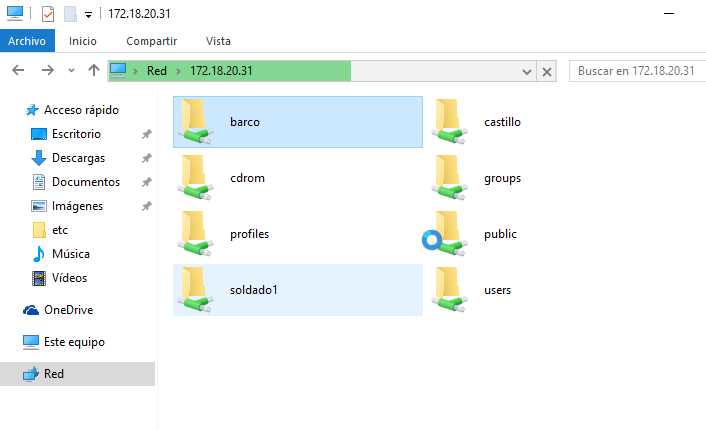 172.18.20.31
Archivo Inicio Compartir Vista
Red 172.18.20.31 Buscar en 172.18.20.31
Acceso rápido
Escritorio
Descargas
Documentos
Imágenes
etc
Música
Vídeos
OneDrive
Este equipo
Red
barco castillo
cdrom groups
profiles public
soldado1 users